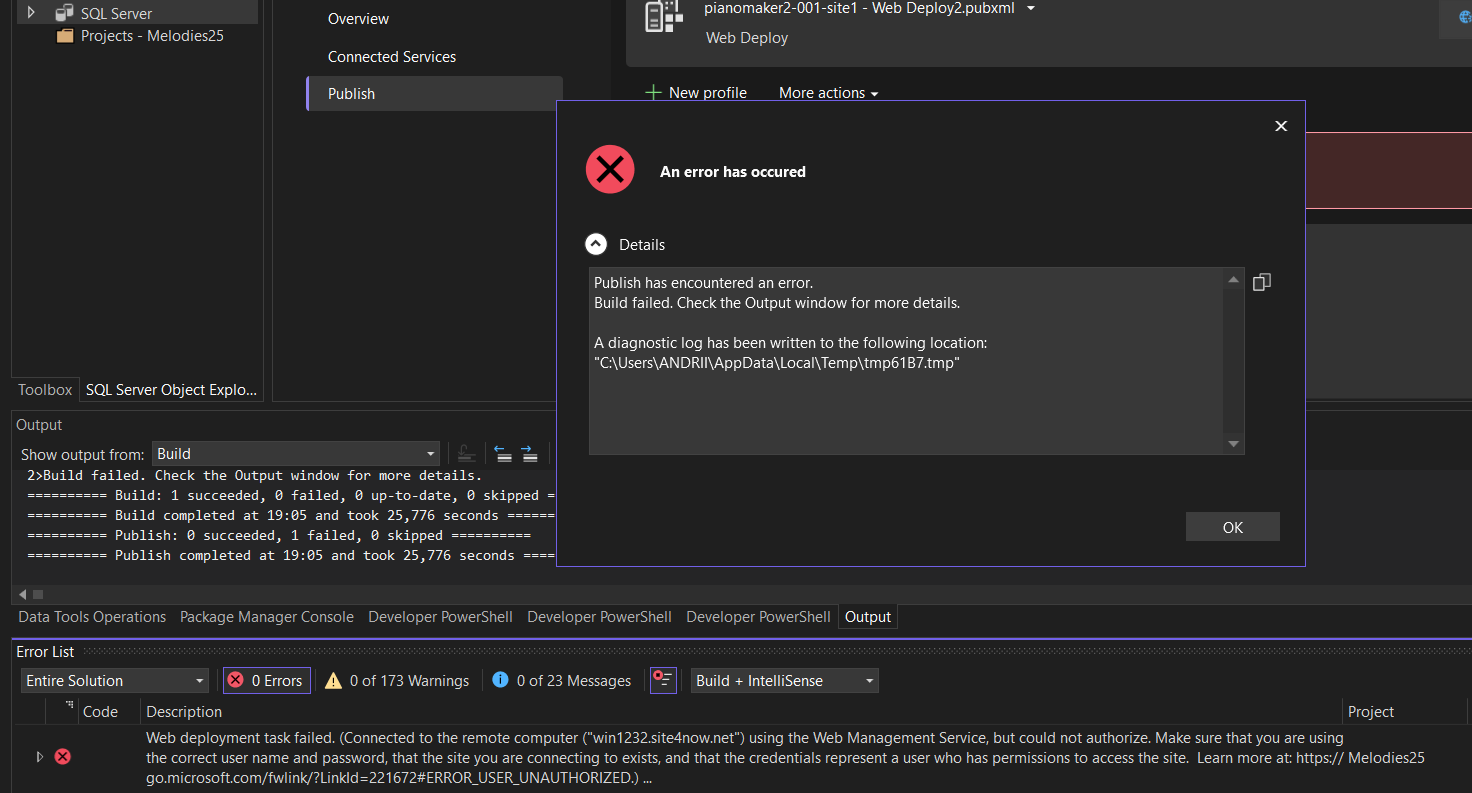 SQL Server
Projects - Melodies25
Toolbox
SQL Server Object Explo...
Overview
Connected Services
Publish
pianomaker2-001-site1 - Web Deploy2.pubxml
Web Deploy
New profile
More actions
An error has occured
Details
Publish has encountered an error.
Build failed. Check the Output window for more details.
A diagnostic log has been written to the following location:
"C:\Users\ANDRII\AppData\Local\Temp\tmp61B7.tmp"
OK
Output
Show output from: Build
2>Build failed. Check the Output window for more details.
========== Build: 1 succeeded, 0 failed, 0 up-to-date, 0 skipped =
========== Build completed at 19:05 and took 25,776 seconds ======
========== Publish: 0 succeeded, 1 failed, 0 skipped ==========
========== Publish completed at 19:05 and took 25,776 seconds ====
Data Tools Operations Package Manager Console Developer PowerShell Developer PowerShell Developer PowerShell Output
Error List
Entire Solution 0 Errors 0 of 173 Warnings 0 of 23 Messages Build + IntelliSense
Code Description Project
Web deployment task failed. (Connected to the remote computer ("win1232.site4now.net") using the Web Management Service, but could not authorize. Make sure that you are using
the correct user name and password, that the site you are connecting to exists, and that the credentials represent a user who has permissions to access the site.  Learn more at: https:// Melodies25
go.microsoft.com/fwlink/?LinkId=221672#ERROR_USER_UNAUTHORIZED.) ...